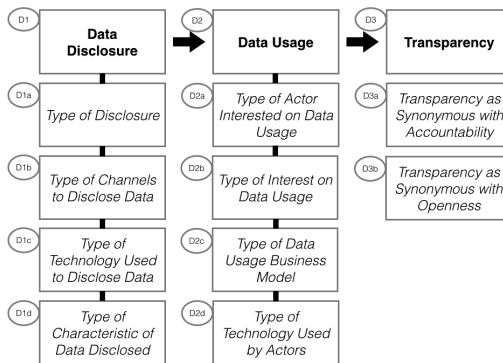 D1
Data
Disclosure
D2
Data Usage
D3
Transparency
D1a
Type of Disclosure
D2a
Type of Actor
Interested on Data
Usage
D3a
Transparency as
Synonymous with
Accountability
D1b
Type of Channels
to Disclose Data
D2b
Type of Interest on
Data Usage
D3b
Transparency as
Synonymous with
Openness
D1c
Type of
Technology Used
to Disclose Data
D2c
Type of Data
Usage Business
Model
D1d
Type of
Characteristic of
Data Disclosed
D2d
Type of
Technology Used
by Actors